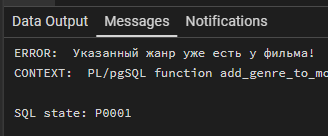 Data Output Messages Notifications
ERROR: Указанный жанр уже есть у фильма!
CONTEXT: PL/pgSQL function add_genre_to_mo
SQL state: P0001